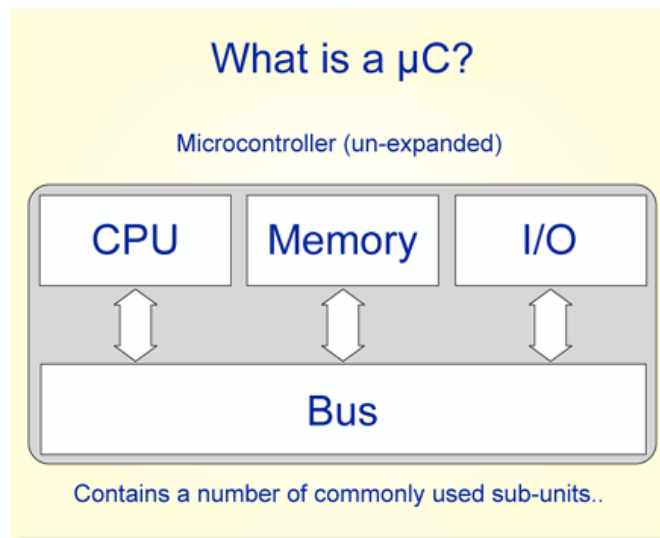 What is a µC?
Microcontroller (un-expanded)
CPU Memory I/O
Bus
Contains a number of commonly used sub-units..